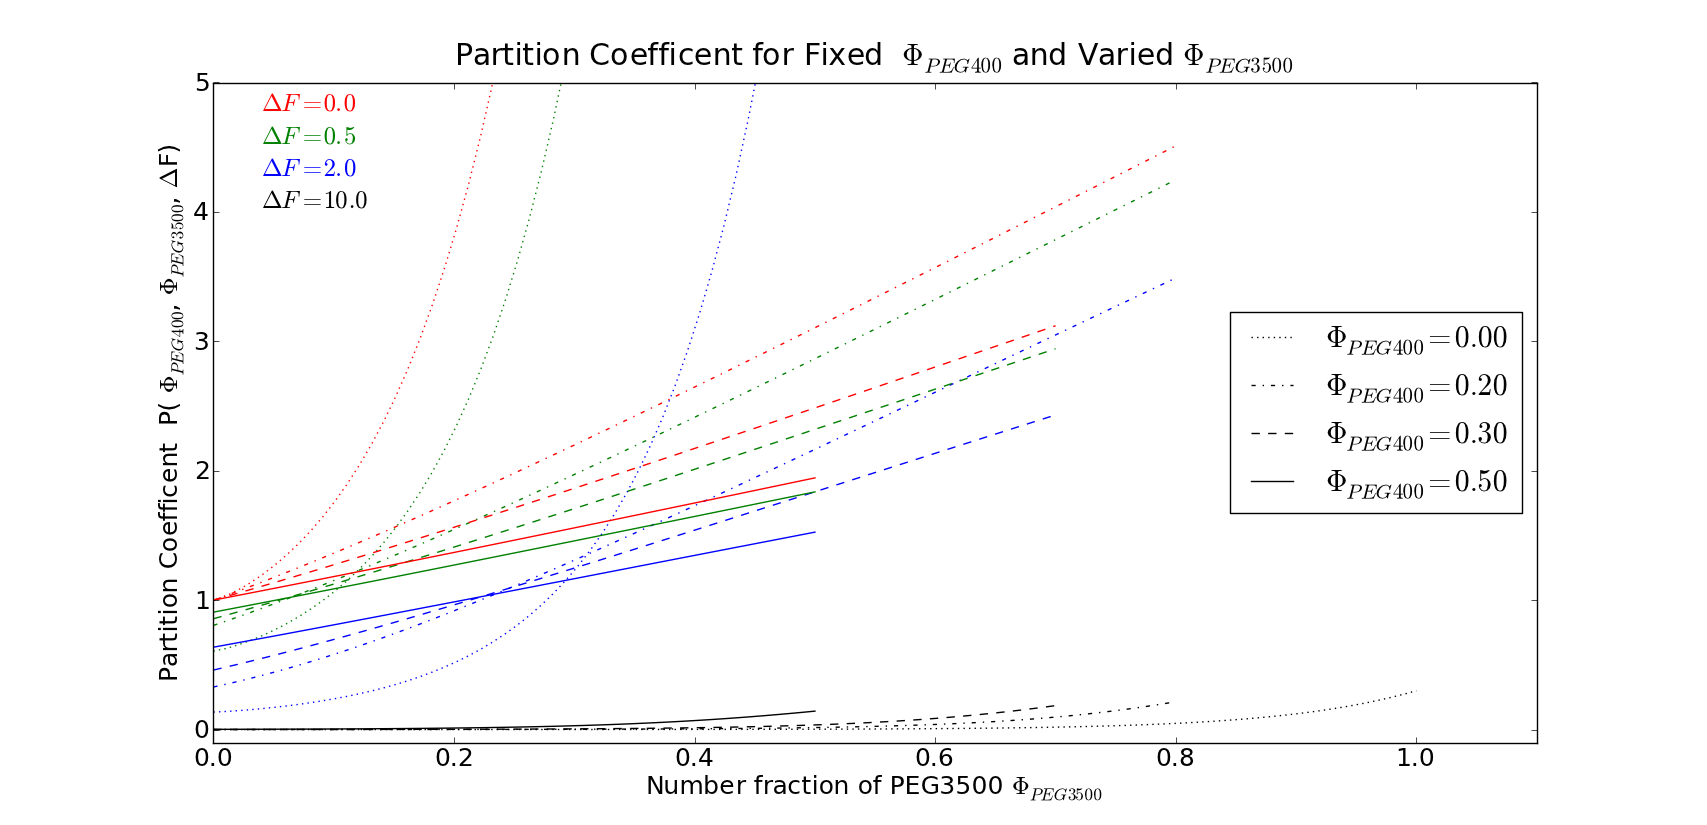 Partition Coefficent for Fixed Φ_PEG400 and Varied Φ_PEG3500
5
ΔF=0.0
ΔF=0.5
ΔF=2.0
ΔF=10.0
4
3
2
1
0
Partition Coefficent P( Φ_PEG400, Φ_PEG3500, ΔF)
Φ_PEG400=0.00
Φ_PEG400=0.20
Φ_PEG400=0.30
Φ_PEG400=0.50
0.0 0.2 0.4 0.6 0.8 1.0
Number fraction of PEG3500 Φ_PEG3500